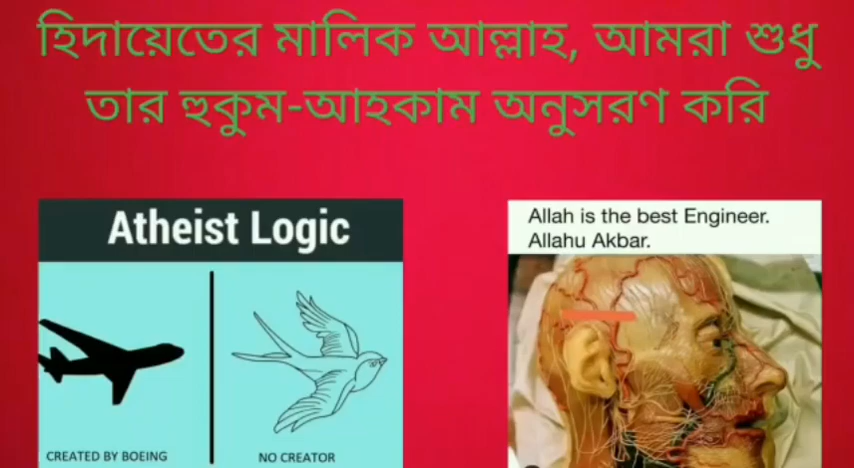 হিদায়েতের মালিক আল্লাহ, আমরা শুধু
তার হুকুম-আহকাম অনুসরণ করি
Atheist Logic
CREATED BY BOEING
NO CREATOR
Allah is the best Engineer.
Allahu Akbar.